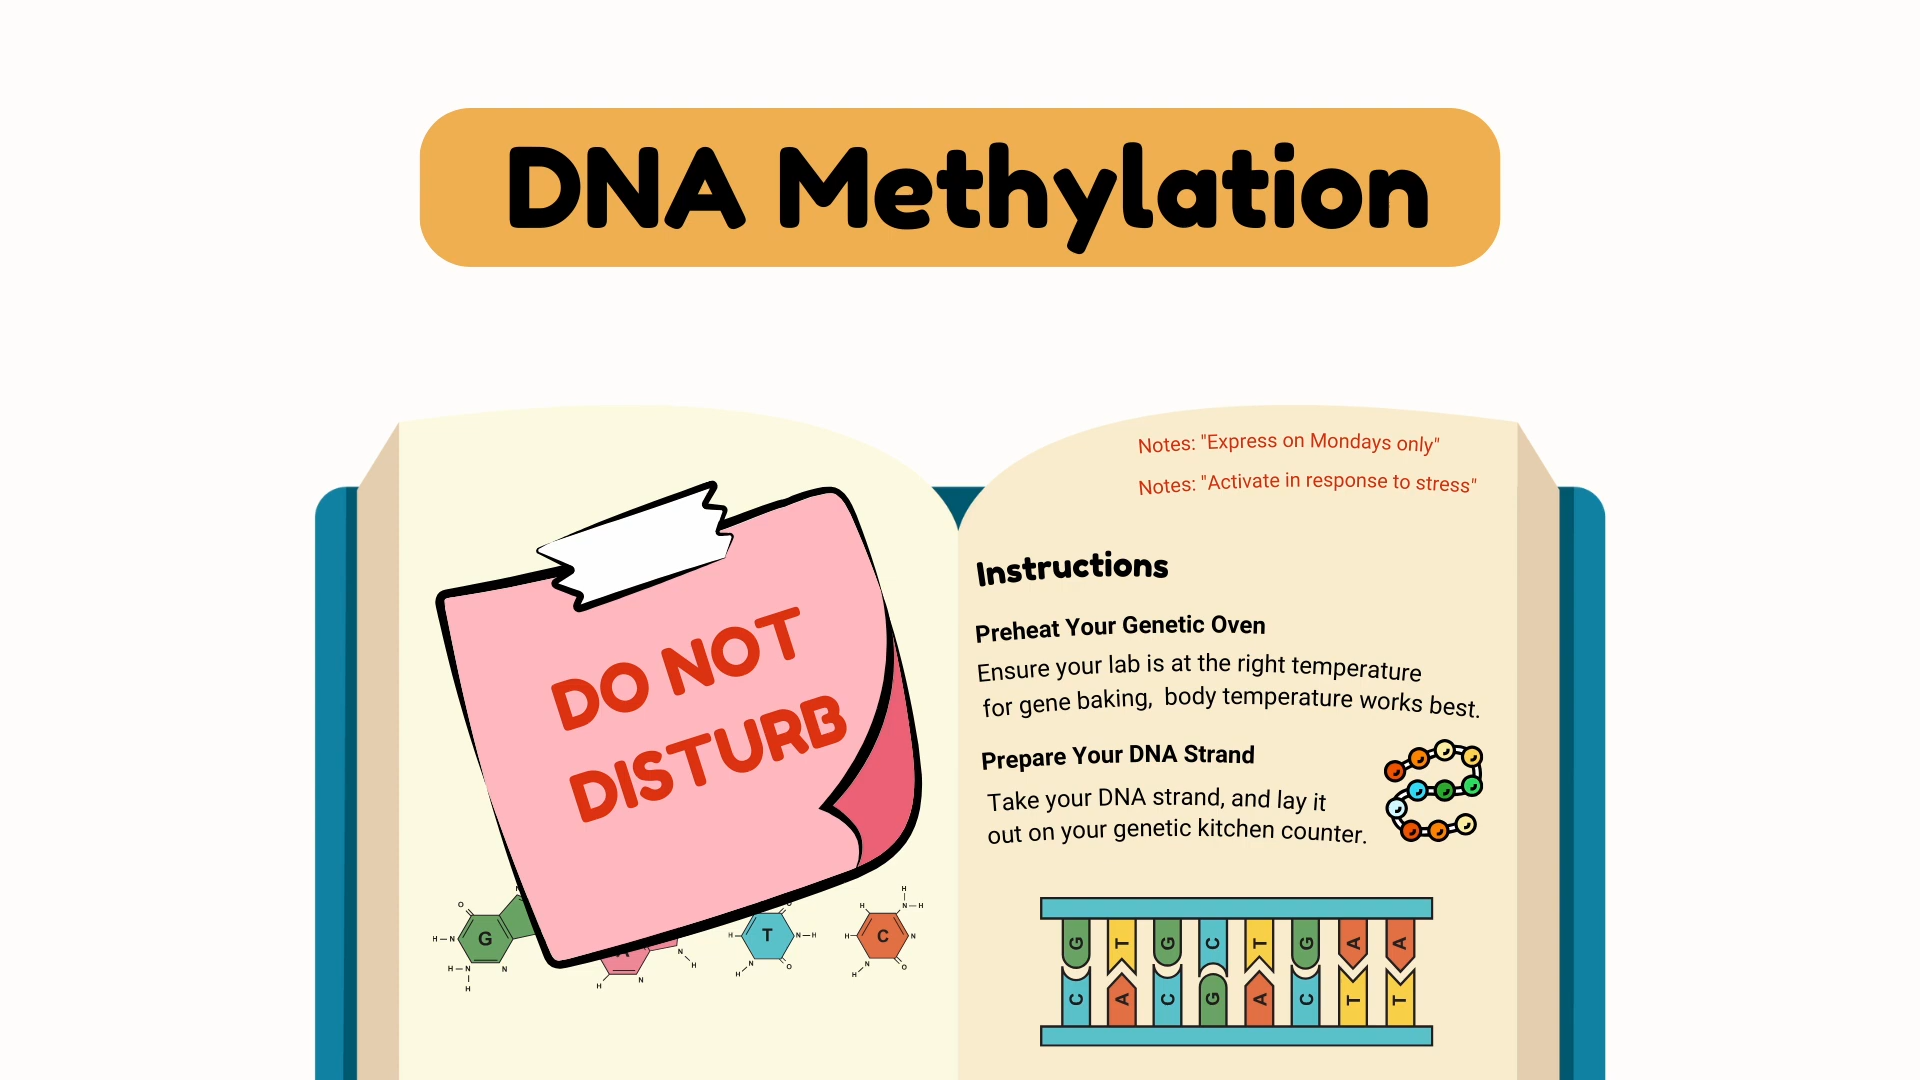 DNA Methylation
DO NOT
DISTURB
G
A
T
C
O
H
N
H
N
H
N
H
N
H
N
H
N
H
O
N
H
H
H
N
H
H
N
H
N
O
H
Notes: "Express on Mondays only"
Notes: "Activate in response to stress"
Instructions
Preheat Your Genetic Oven
Ensure your lab is at the right temperature
for gene baking, body temperature works best.
Prepare Your DNA Strand
Take your DNA strand, and lay it
out on your genetic kitchen counter.
G T G C T G A A
C A C G A C T T